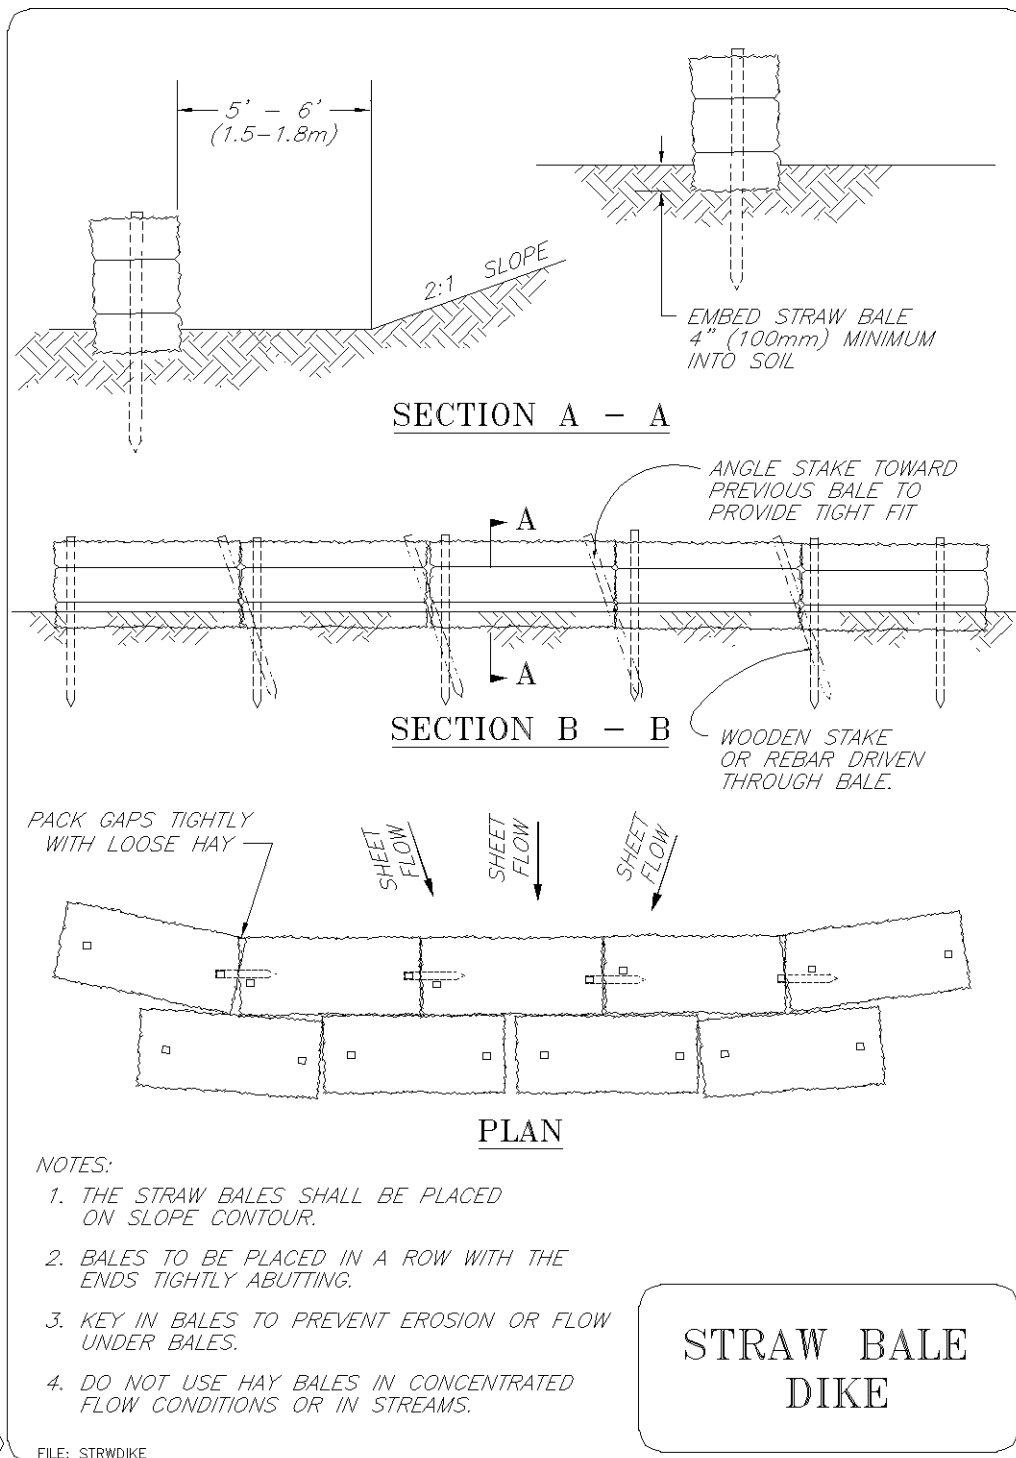 5' - 6'
(1.5-1.8m)
2:1 SLOPE
EMBED STRAW BALE
4" (100mm) MINIMUM
INTO SOIL
SECTION A - A
ANGLE STAKE TOWARD
PREVIOUS BALE TO
PROVIDE TIGHT FIT
A
A
SECTION B - B
WOODEN STAKE
OR REBAR DRIVEN
THROUGH BALE.
PACK GAPS TIGHTLY
WITH LOOSE HAY
SHEET
FLOW
SHEET
FLOW
SHEET
FLOW
PLAN
NOTES:
1. THE STRAW BALES SHALL BE PLACED
ON SLOPE CONTOUR.
2. BALES TO BE PLACED IN A ROW WITH THE
ENDS TIGHTLY ABUTTING.
3. KEY IN BALES TO PREVENT EROSION OR FLOW
UNDER BALES.
4. DO NOT USE HAY BALES IN CONCENTRATED
FLOW CONDITIONS OR IN STREAMS.
STRAW BALE
DIKE
FILE: STRWDIKE